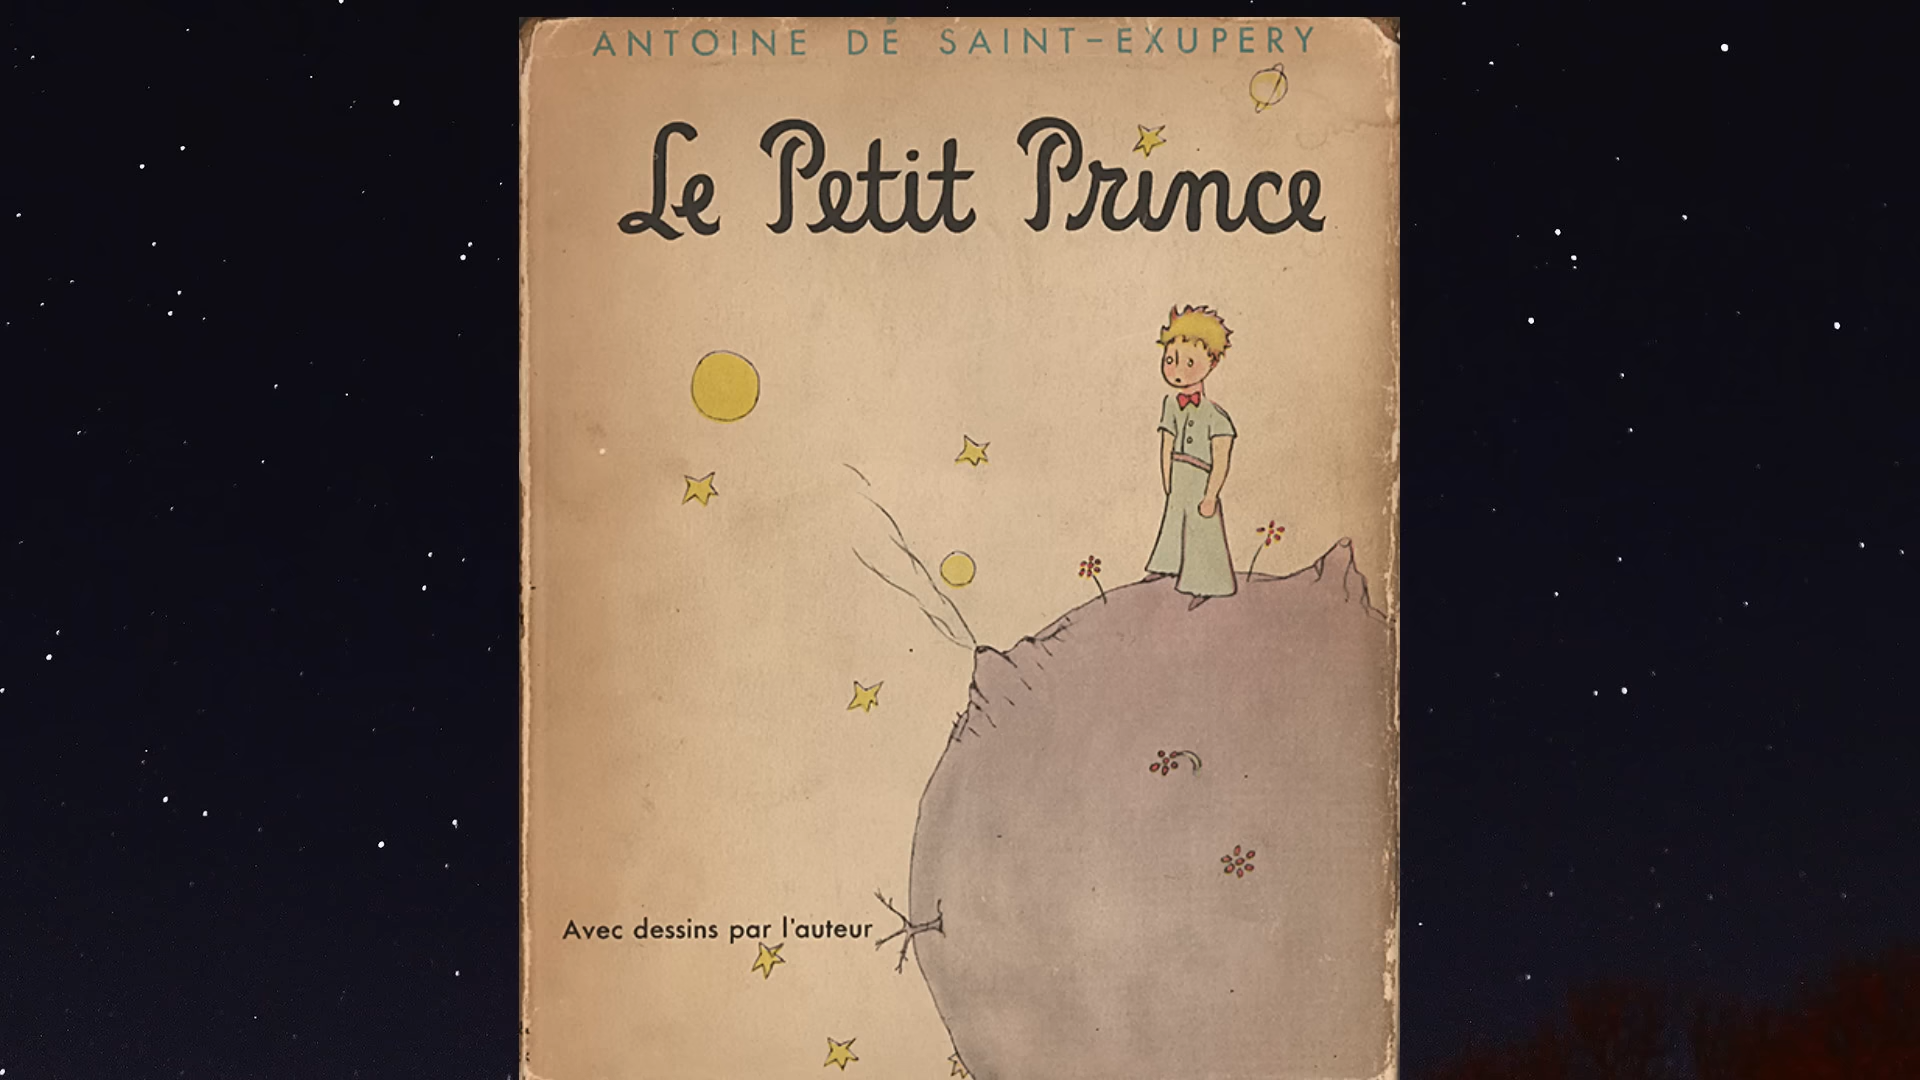 ANTOINE DE SAINT-EXUPERY
Le Petit Prince
Avec dessins par l'auteur